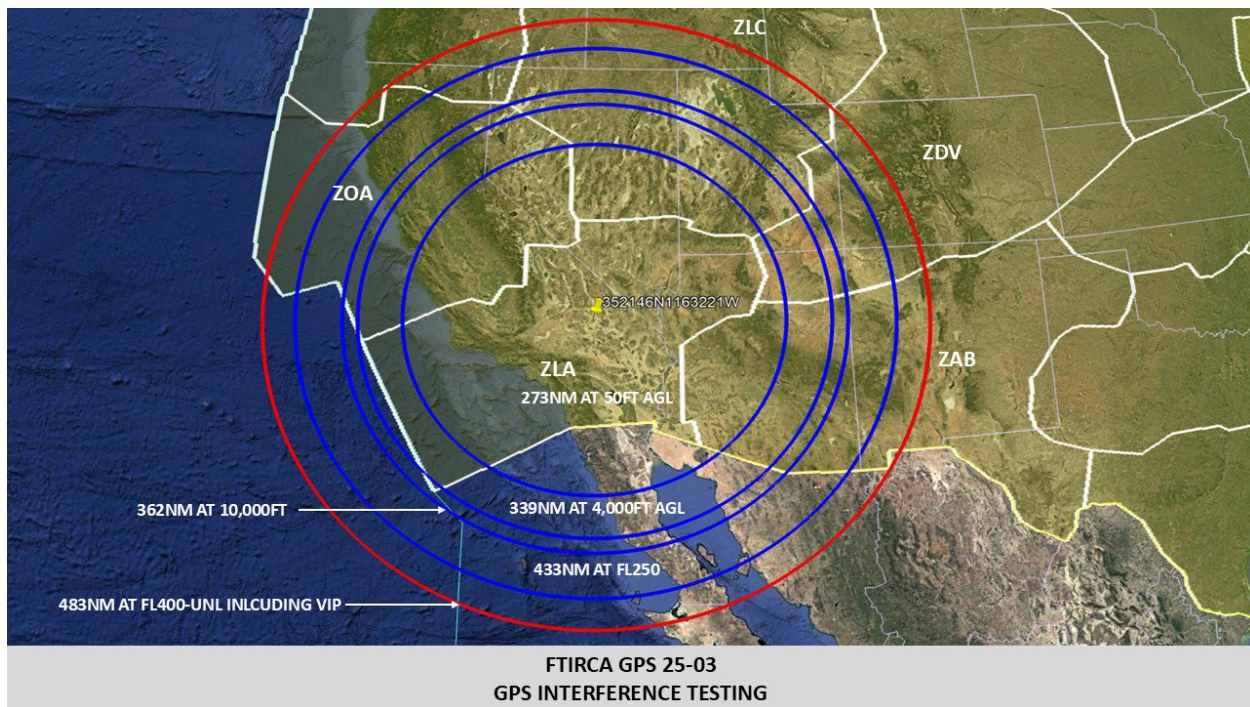 ZLC
ZDV
ZOA
352146N1163221W
ZLA
ZAB
273NM AT 50FT AGL
362NM AT 10,000FT
339NM AT 4,000FT AGL
433NM AT FL250
483NM AT FL400-UNL INLCUDING VIP
FTIRCA GPS 25-03
GPS INTERFERENCE TESTING